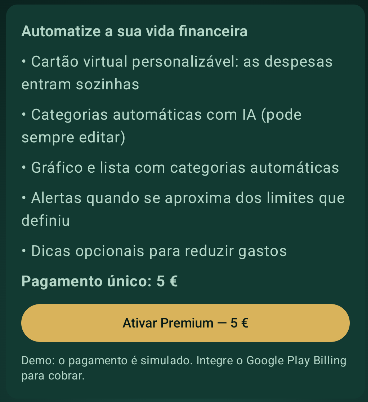 Automatize a sua vida financeira
• Cartão virtual personalizável: as despesas
entram sozinhas
• Categorias automáticas com IA (pode
sempre editar)
• Gráfico e lista com categorias automáticas
• Alertas quando se aproxima dos limites que
definiu
• Dicas opcionais para reduzir gastos
Pagamento único: 5 €
Ativar Premium — 5 €
Demo: o pagamento é simulado. Integre o Google Play Billing
para cobrar.